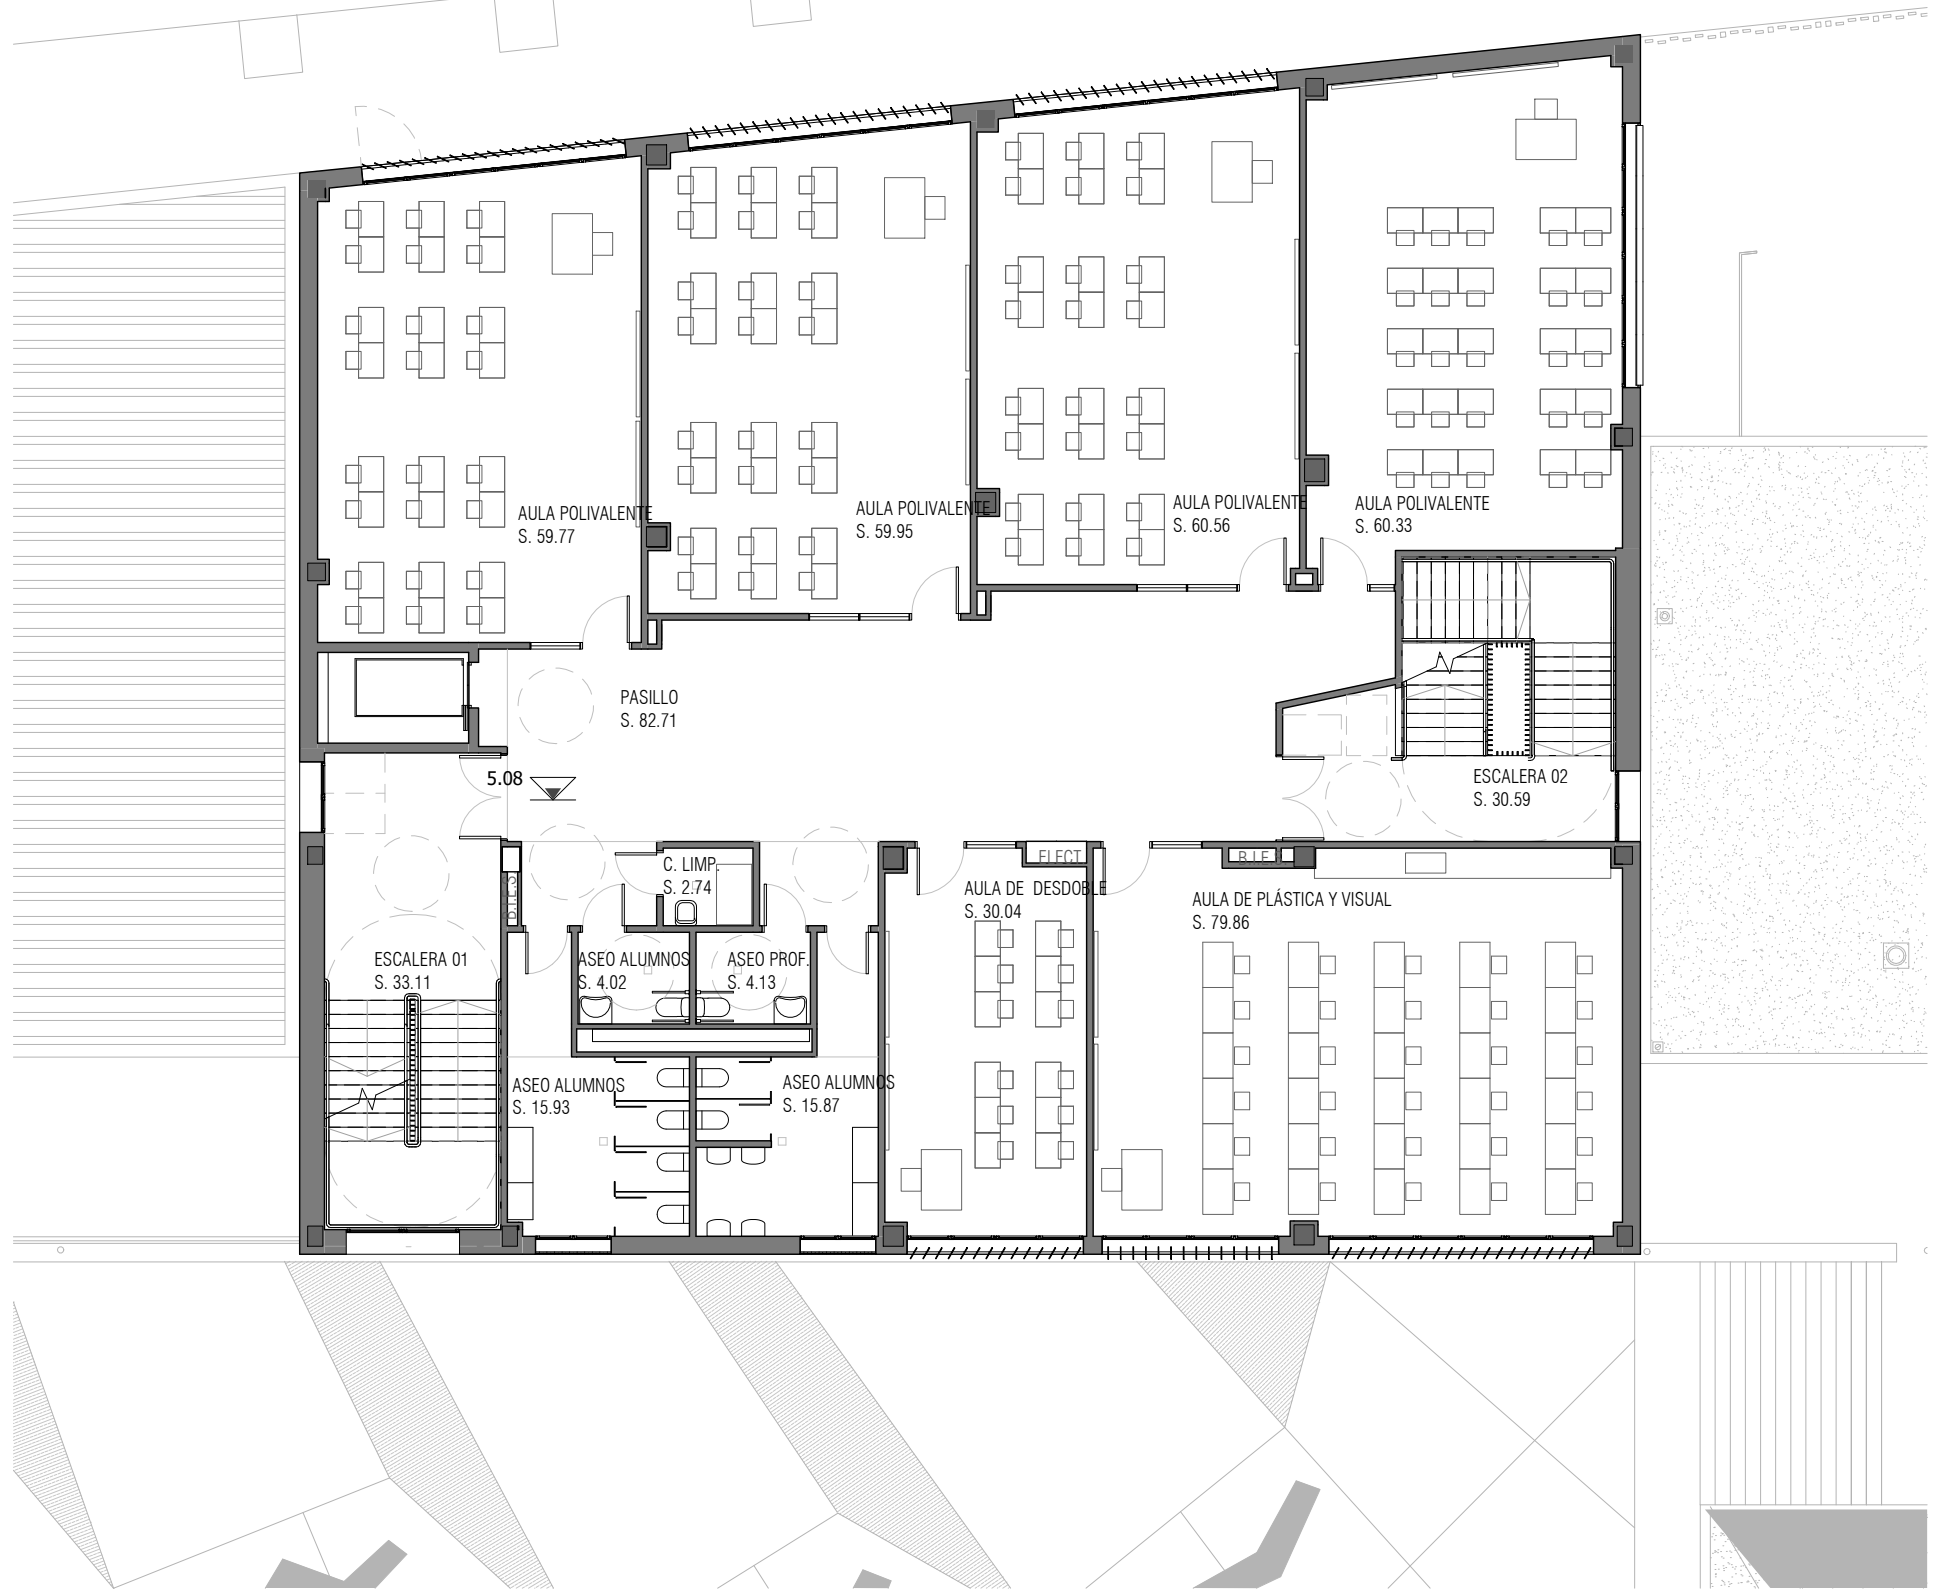 AULA POLIVALENTE
S. 59.77
AULA POLIVALENTE
S. 59.95
AULA POLIVALENTE
S. 60.56
AULA POLIVALENTE
S. 60.33
PASILLO
S. 82.71
5.08
ESCALERA 02
S. 30.59
C. LIMP.
S. 2.74
ELECT
B.I.E.S
B.I.E.S
AULA DE DESDOBLE
S. 30.04
AULA DE PLÁSTICA Y VISUAL
S. 79.86
ESCALERA 01
S. 33.11
ASEO ALUMNOS
S. 4.02
ASEO PROF.
S. 4.13
ASEO ALUMNOS
S. 15.93
ASEO ALUMNOS
S. 15.87